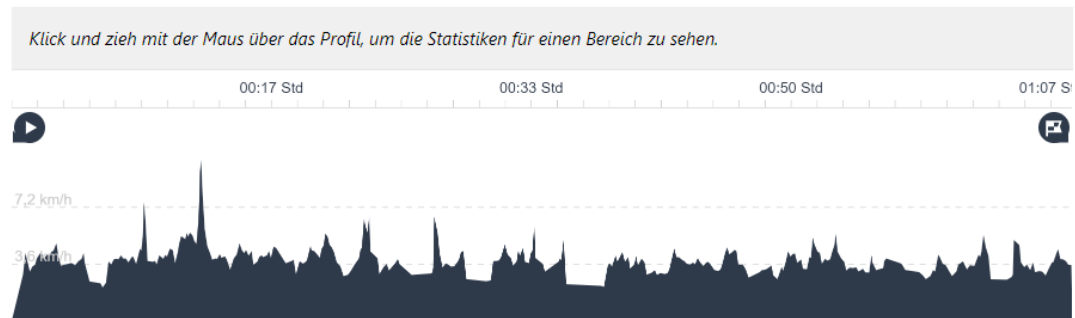 Klick und zieh mit der Maus über das Profil, um die Statistiken für einen Bereich zu sehen.
00:17 Std 00:33 Std 00:50 Std 01:07 St
7,2 km/h
3,6 km/h